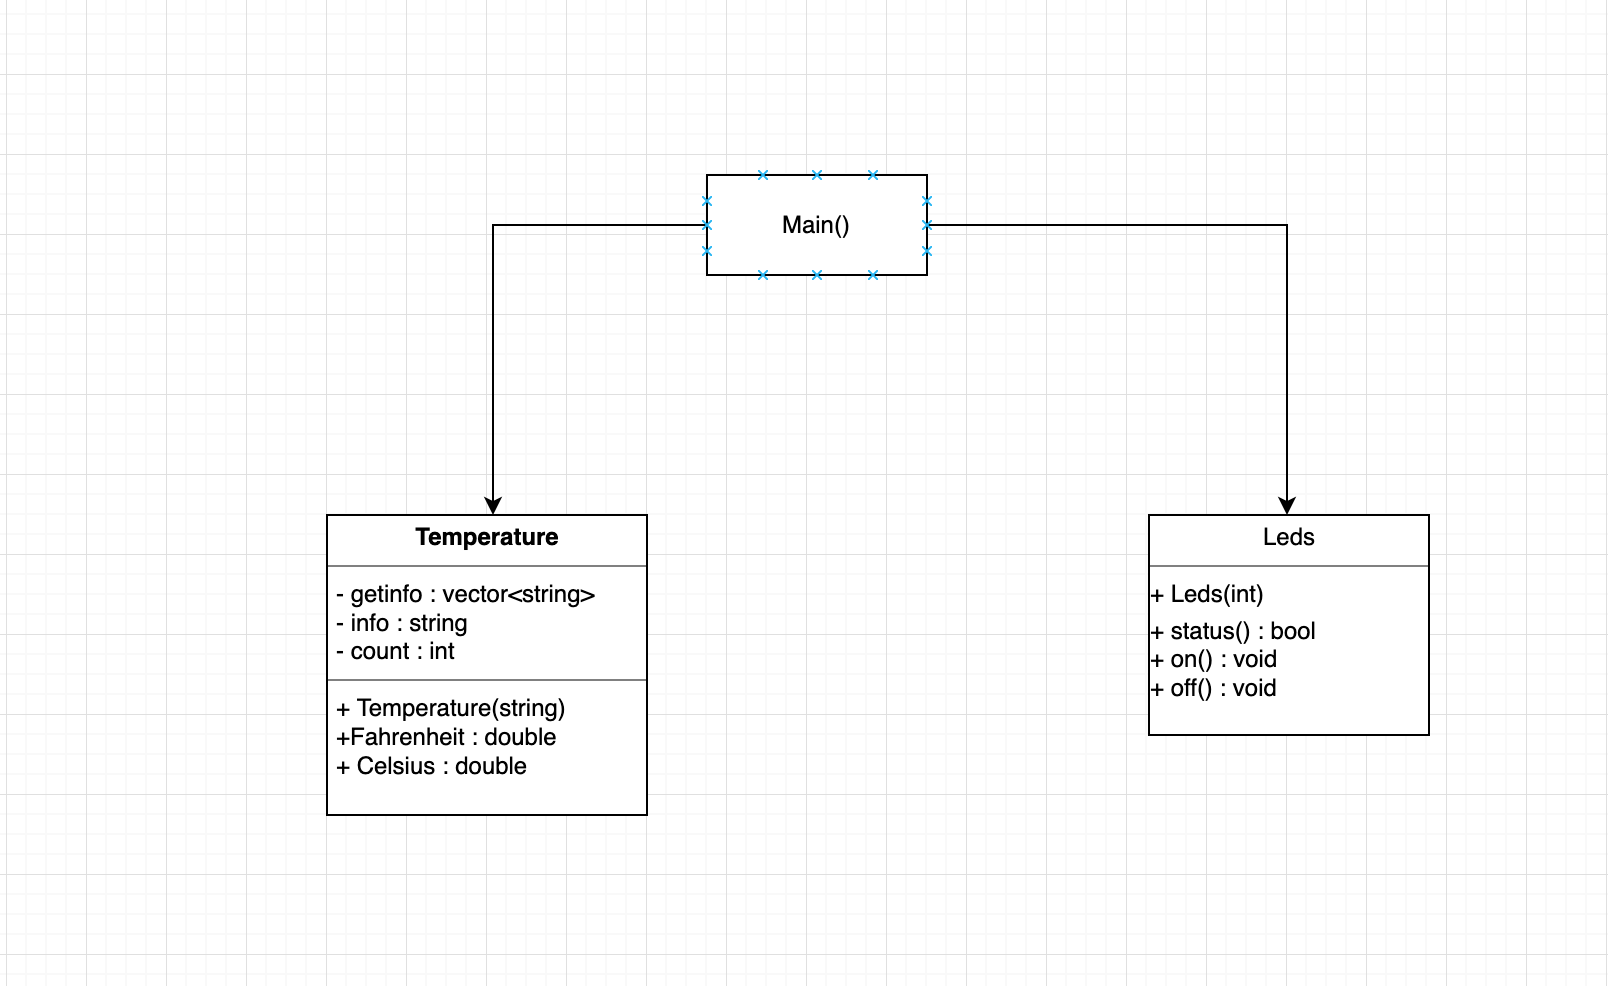 Main()
Temperature
- getinfo : vector<string>
- info : string
- count : int
+ Temperature(string)
+Fahrenheit : double
+ Celsius : double
Leds
+ Leds(int)
+ status() : bool
+ on() : void
+ off() : void